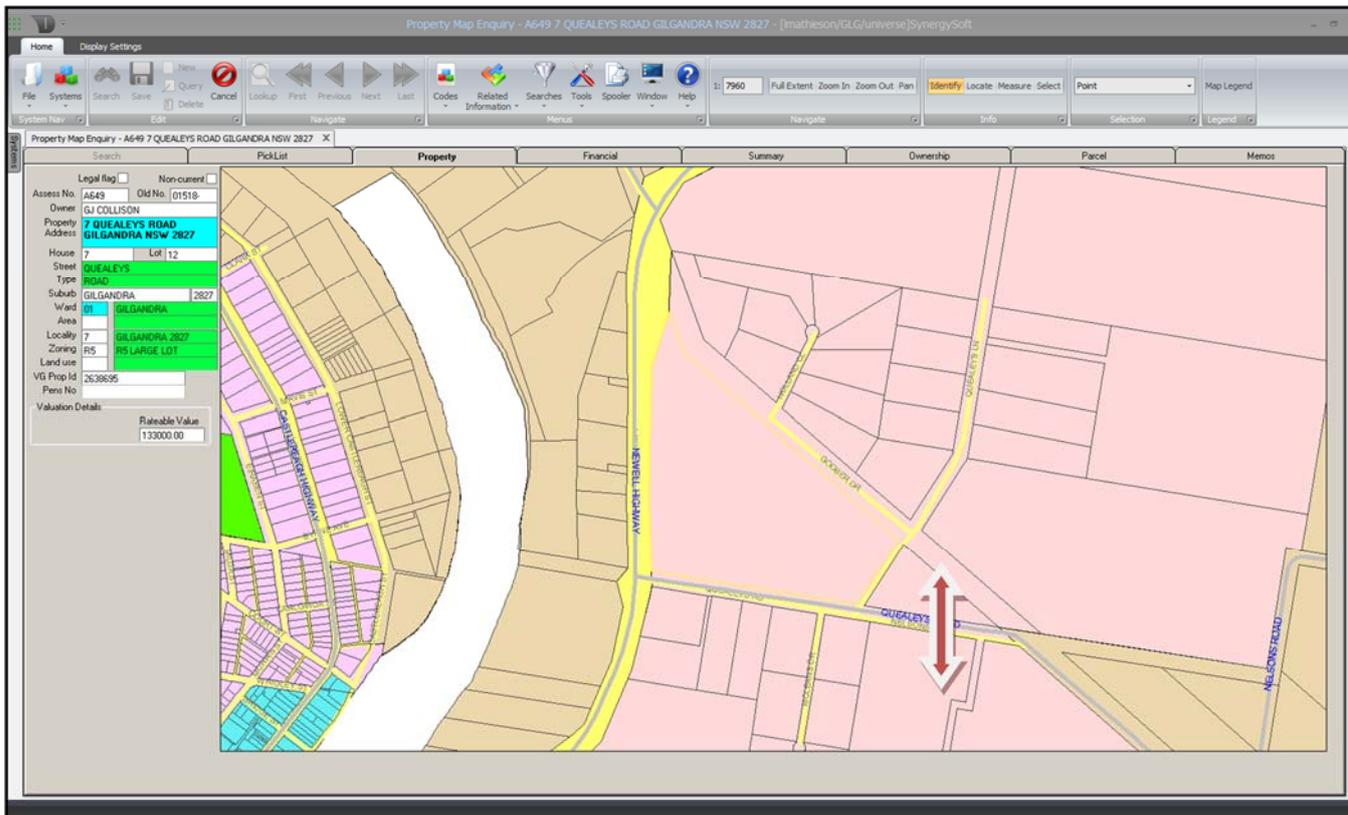 Property Map Enquiry - A649 7 QUEALEYS ROAD GILGANDRA NSW 2827 - [lmathieson/GLG/universe]SynergySoft
Home Display Settings
File Systems Search Save New Query Delete Cancel Lookup First Previous Next Last Codes Related Information Searches Tools Spooler Window Help 1: 7960 Full Extent Zoom In Zoom Out Pan Identify Locate Measure Select Point Map Legend
System Nav Edit Navigate Menus Navigate Info Selection Legend
Systems
Property Map Enquiry - A649 7 QUEALEYS ROAD GILGANDRA NSW 2827 X
Search PickList Property Financial Summary Ownership Parcel Memos
Legal flag Non-current
Assess No. A649 Old No. 01518-
Owner GJ COLLISON
Property Address 7 QUEALEYS ROAD
GILGANDRA NSW 2827
House 7 Lot 12
Street QUEALEYS
Type ROAD
Suburb GILGANDRA 2827
Ward 01 GILGANDRA
Area
Locality 7 GILGANDRA 2827
Zoning R5 R5 LARGE LOT
Land use
VG Prop Id 2638695
Pens No
Valuation Details
Rateable Value
133000.00
CASTLEREAGH HIGHWAY
LOWER CASTLEREAGH ST
NEWELL HIGHWAY
QUEALEYS LN
QUEALEYS RD
NELSONS ROAD